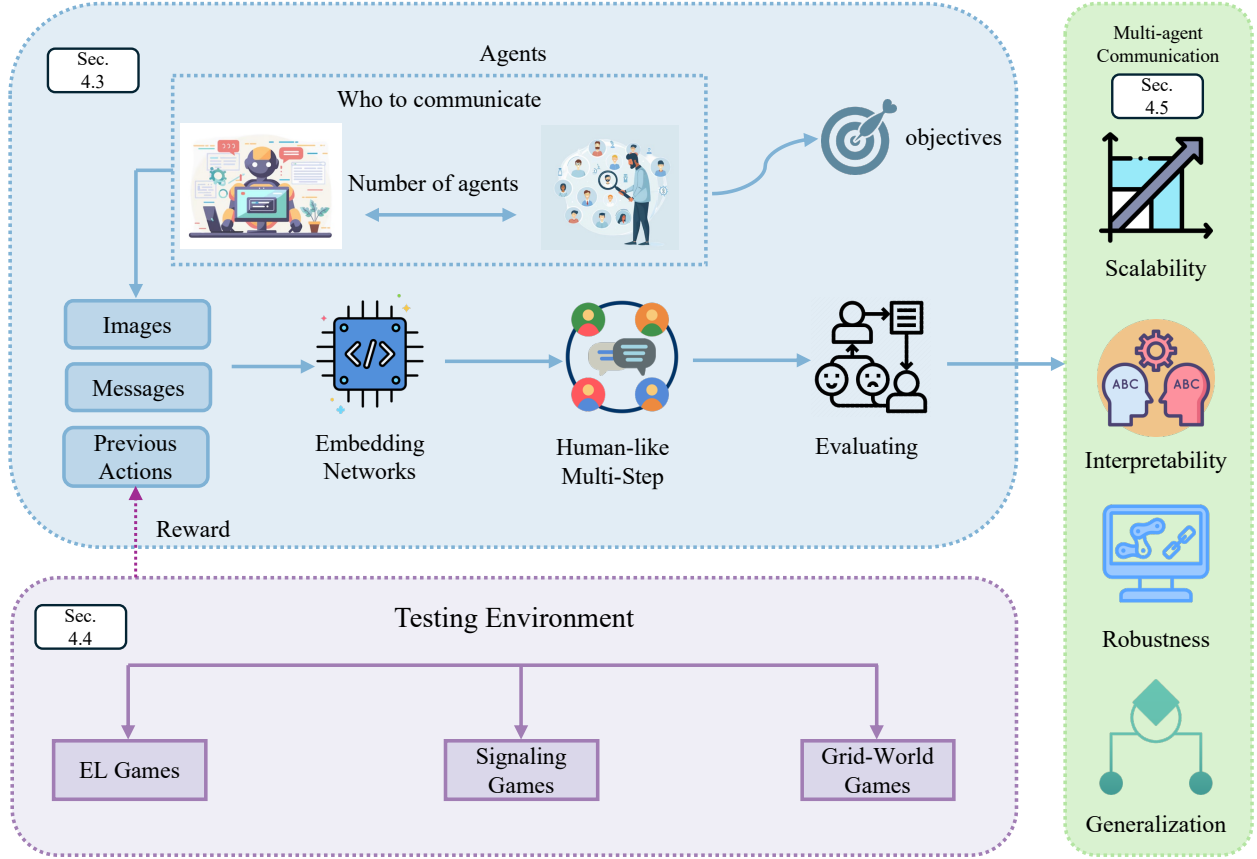 Sec.
4.3
Agents
Who to communicate
Number of agents
objectives
Images
Messages
Previous
Actions
Embedding
Networks
Human-like
Multi-Step
Evaluating
Reward
Sec.
4.4
Testing Environment
EL Games
Signaling
Games
Grid-World
Games
Multi-agent
Communication
Sec.
4.5
Scalability
ABC
ABC
Interpretability
Robustness
Generalization